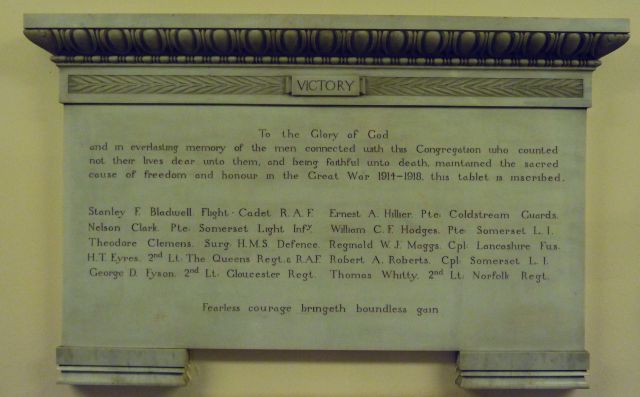 VICTORY
To the Glory of God
and in everlasting memory of the men connected with this Congregation who counted
not their lives dear unto them, and being faithful unto death, maintained the sacred
cause of freedom and honour in the Great War 1914-1918, this tablet is inscribed.
Stanley F. Bladwell. Flight-Cadet R.A.F.
Nelson Clark. Pte. Somerset Light Infy.
Theodore Clemens. Surg. H.M.S. Defence.
H.T. Eyres. 2nd Lt. The Queens Regt. & R.A.F.
George D. Fyson. 2nd Lt. Gloucester Regt.
Ernest A. Hillier. Pte. Coldstream Guards.
William C. F. Hodges. Pte. Somerset L. I.
Reginald W. J. Maggs. Cpl. Lancashire Fus.
Robert A. Roberts. Cpl. Somerset L. I.
Thomas Whitty. 2nd Lt. Norfolk Regt.
Fearless courage bringeth boundless gain